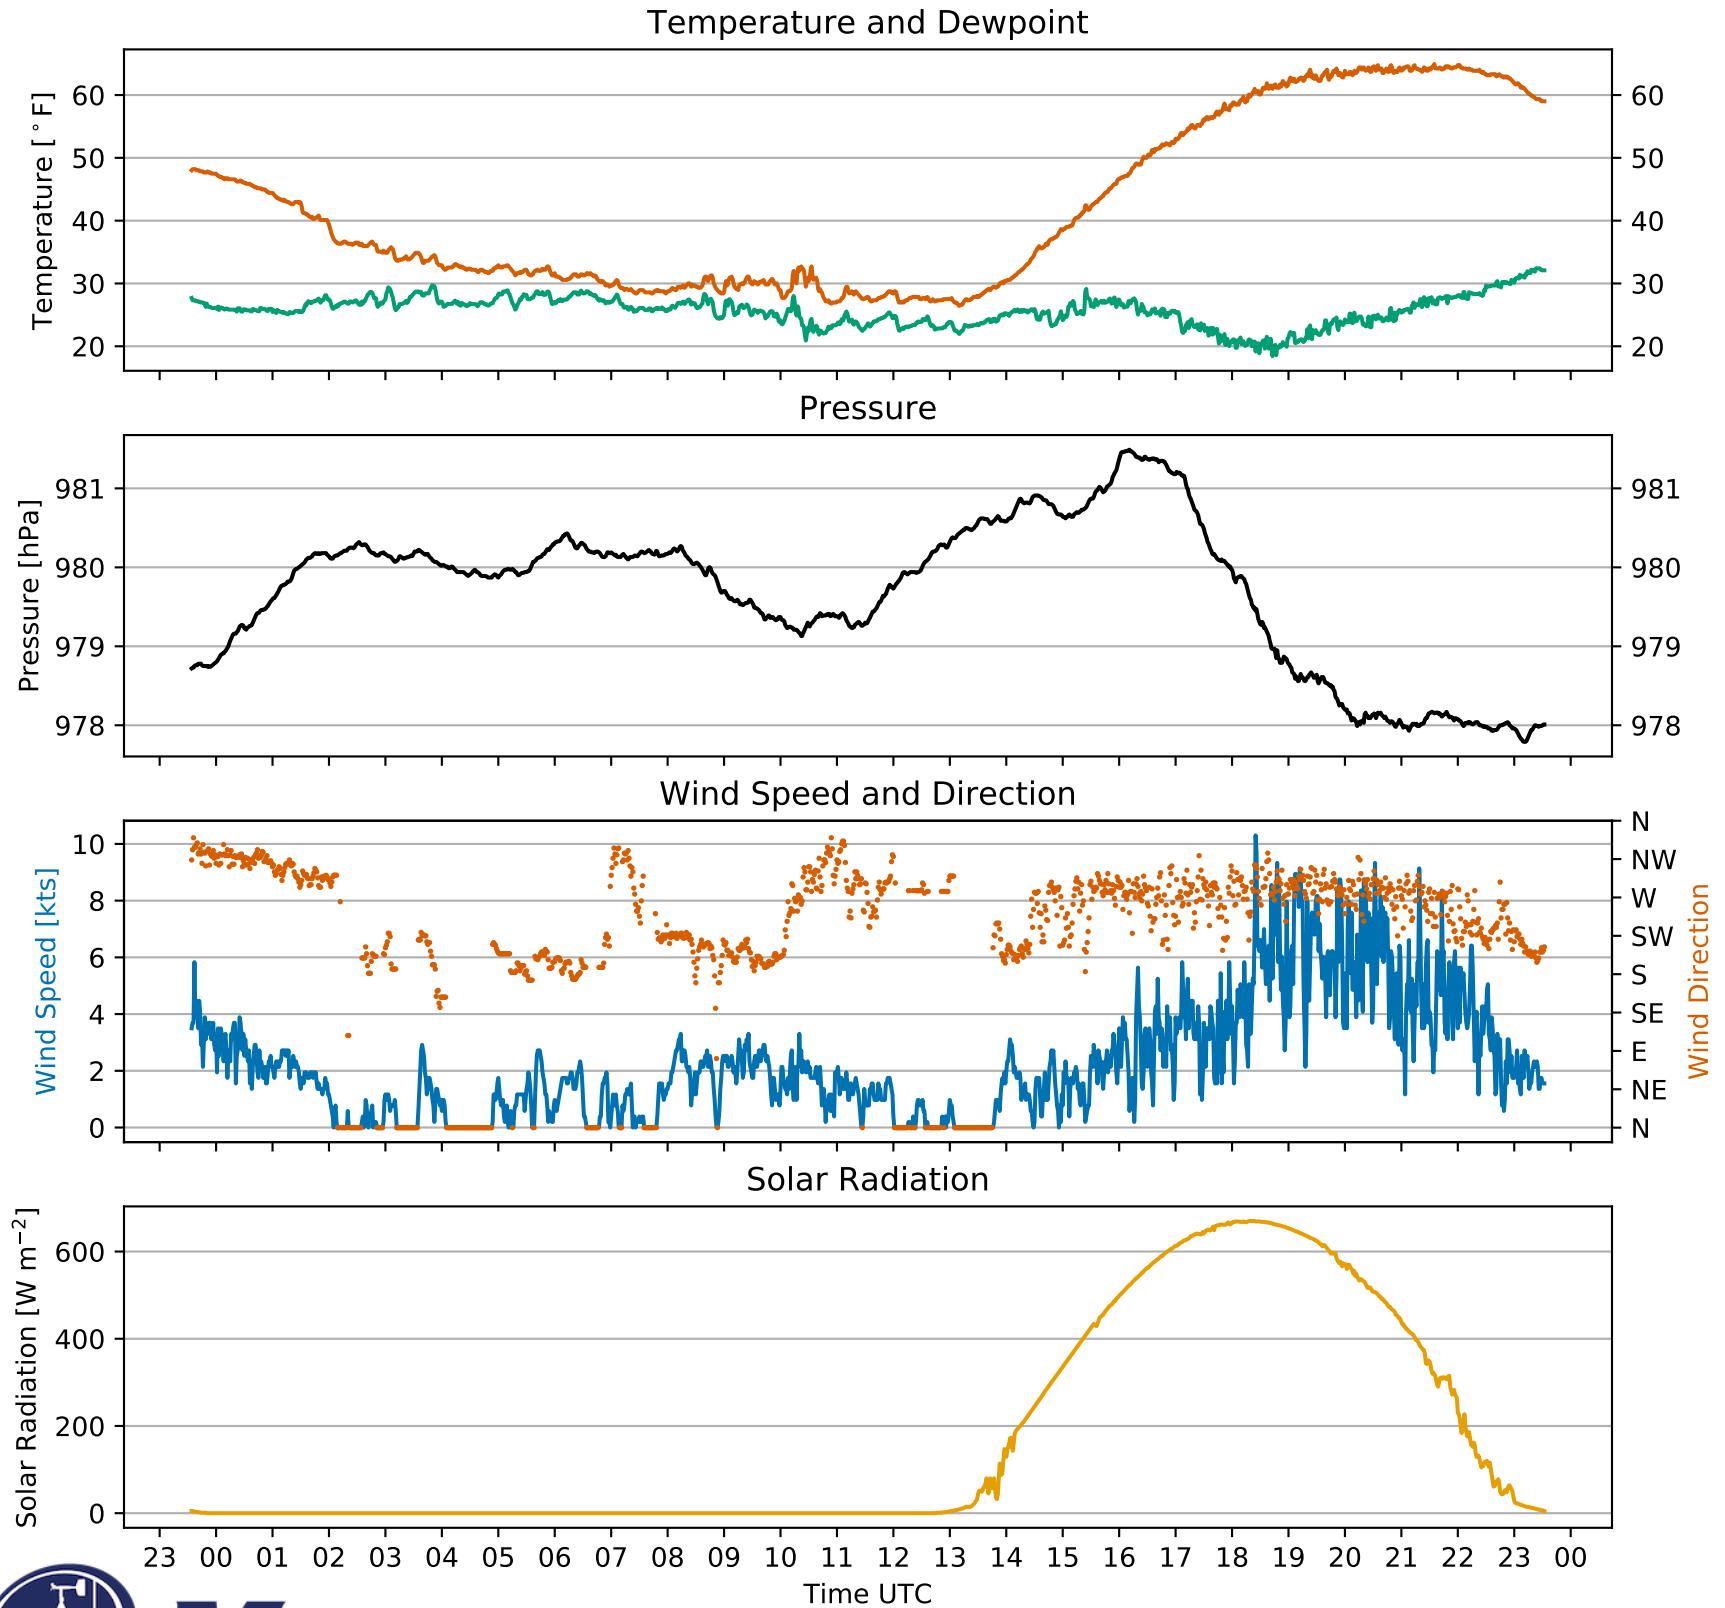 Temperature and Dewpoint
Temperature [°F]
60 60
50 50
40 40
30 30
20 20
Pressure
Pressure [hPa]
981 981
980 980
979 979
978 978
Wind Speed and Direction
Wind Speed [kts]
Wind Direction
10
8
6
4
2
0
N
NW
W
SW
S
SE
E
NE
N
Solar Radiation
Solar Radiation [W m⁻²]
600
400
200
0
23 00 01 02 03 04 05 06 07 08 09 10 11 12 13 14 15 16 17 18 19 20 21 22 23 00
Time UTC